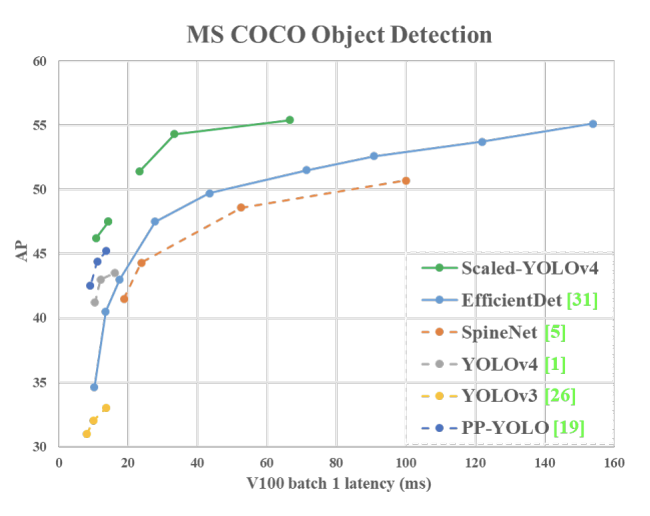 MS COCO Object Detection
60
55
50
45
40
35
30
AP
0 20 40 60 80 100 120 140 160
V100 batch 1 latency (ms)
Scaled-YOLOv4
EfficientDet [31]
SpineNet [5]
YOLOv4 [1]
YOLOv3 [26]
PP-YOLO [19]